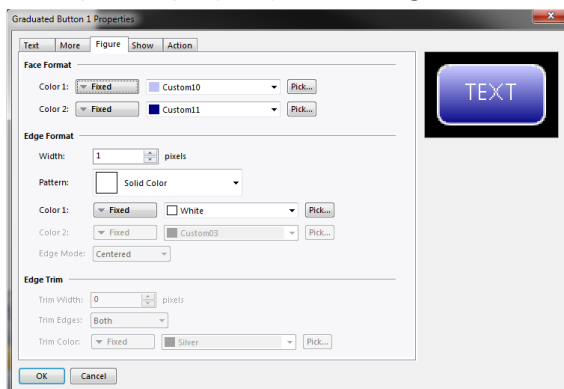 Graduated Button 1 Properties
Text More Figure Show Action
Face Format
Color 1: Fixed Custom10 Pick...
Color 2: Fixed Custom11 Pick...
TEXT
Edge Format
Width: 1 pixels
Pattern: Solid Color
Color 1: Fixed White Pick...
Color 2: Fixed Custom03 Pick...
Edge Mode: Centered
Edge Trim
Trim Width: 0 pixels
Trim Edges: Both
Trim Color: Fixed Silver Pick...
OK Cancel